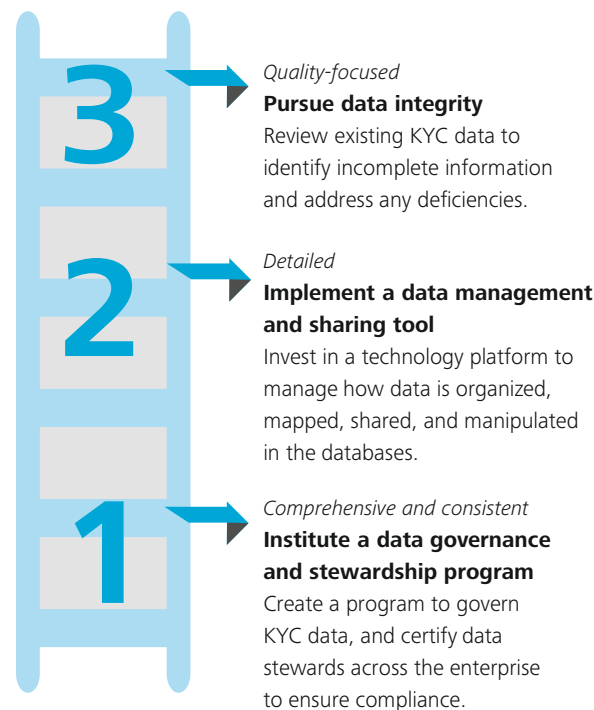 3
Quality-focused
Pursue data integrity
Review existing KYC data to
identify incomplete information
and address any deficiencies.
2
Detailed
Implement a data management
and sharing tool
Invest in a technology platform to
manage how data is organized,
mapped, shared, and manipulated
in the databases.
1
Comprehensive and consistent
Institute a data governance
and stewardship program
Create a program to govern
KYC data, and certify data
stewards across the enterprise
to ensure compliance.